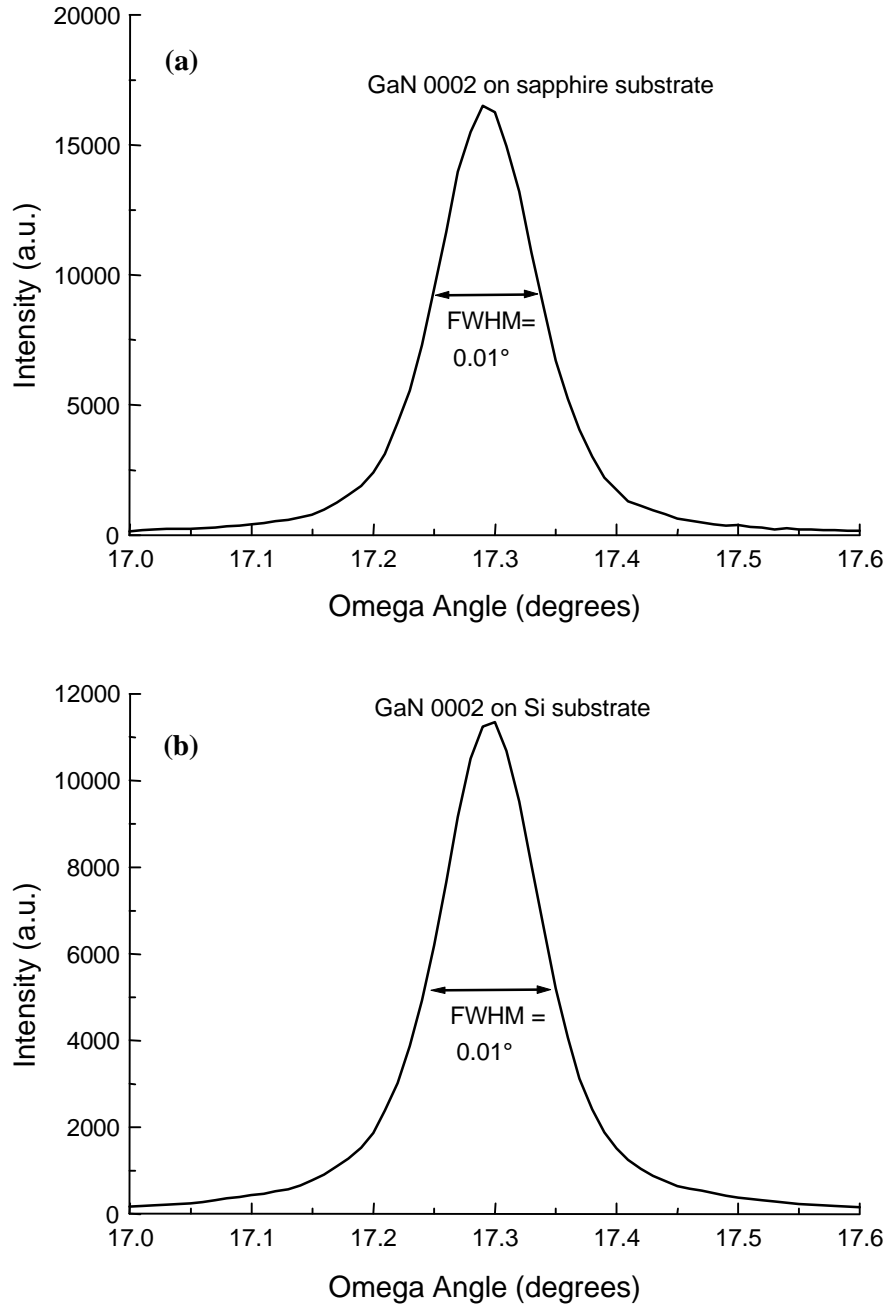 (a)
GaN 0002 on sapphire substrate
20000
15000
10000
5000
0
Intensity (a.u.)
FWHM=
0.01°
17.0 17.1 17.2 17.3 17.4 17.5 17.6
Omega Angle (degrees)
(b)
GaN 0002 on Si substrate
12000
10000
8000
6000
4000
2000
0
Intensity (a.u.)
FWHM =
0.01°
17.0 17.1 17.2 17.3 17.4 17.5 17.6
Omega Angle (degrees)